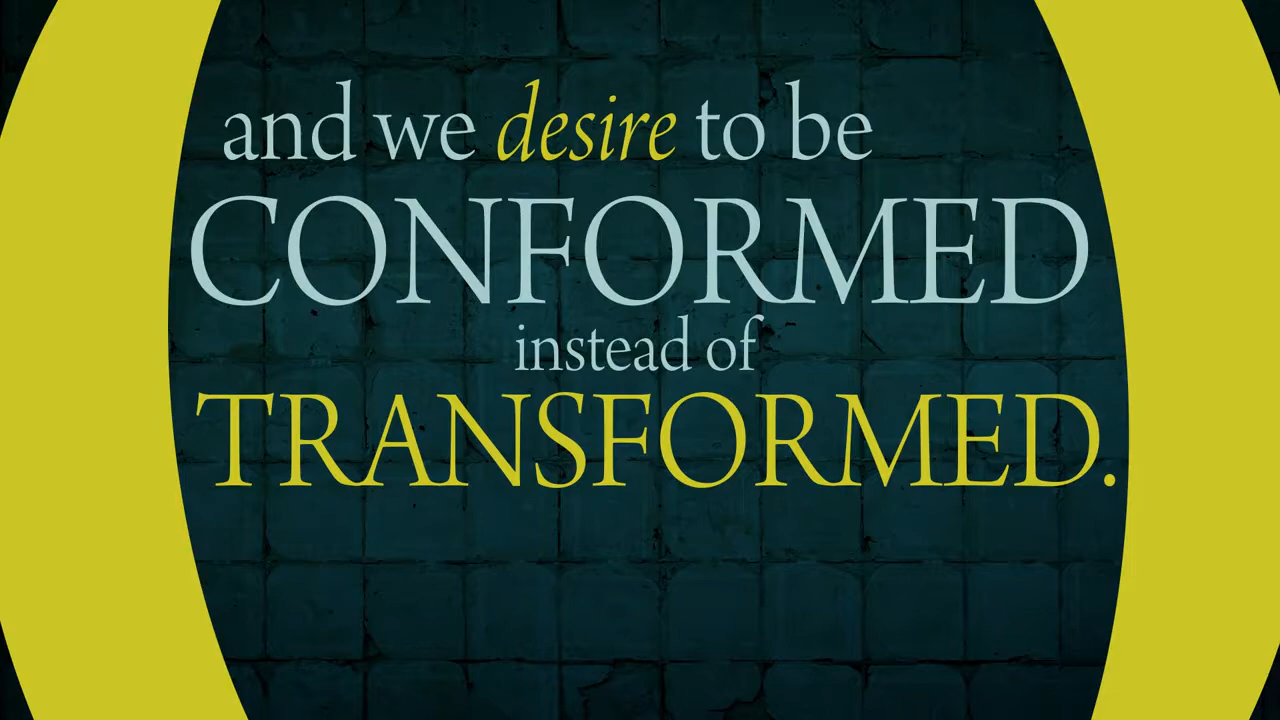 and we desire to be
CONFORMED
instead of
TRANSFORMED.